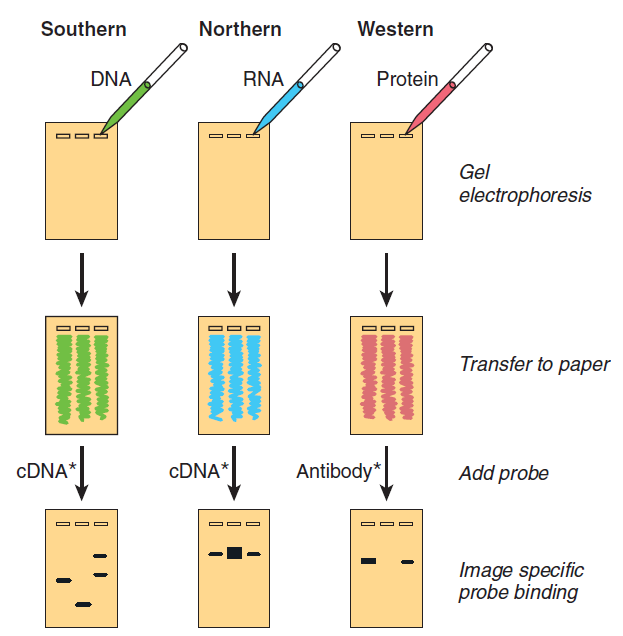 Southern
Northern
Western
DNA
RNA
Protein
Gel
electrophoresis
Transfer to paper
cDNA*
cDNA*
Antibody*
Add probe
Image specific
probe binding